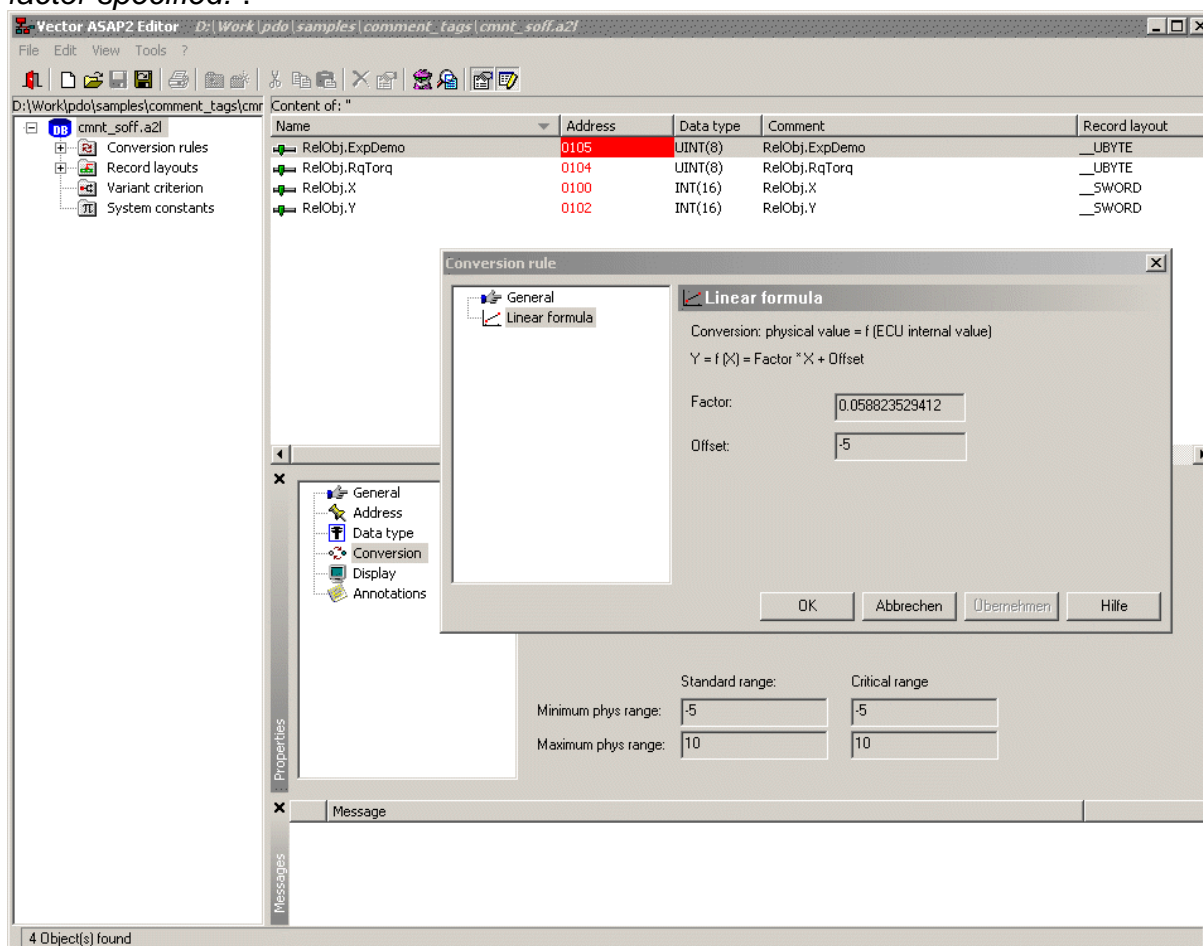 factor specified." .
Vector ASAP2 Editor D:\Work\pdo\samples\comment_tags\cmnt_soff.a2l
File Edit View Tools ?
D:\Work\pdo\samples\comment_tags\cmr Content of: ''
cmnt_soff.a2l
Conversion rules
Record layouts
Variant criterion
System constants
Name Address Data type Comment Record layout
RelObj.ExpDemo 0105 UINT(8) RelObj.ExpDemo __UBYTE
RelObj.RqTorq 0104 UINT(8) RelObj.RqTorq __UBYTE
RelObj.X 0100 INT(16) RelObj.X __SWORD
RelObj.Y 0102 INT(16) RelObj.Y __SWORD
Conversion rule
General
Linear formula
Linear formula
Conversion: physical value = f (ECU internal value)
Y = f (X) = Factor * X + Offset
Factor: 0.058823529412
Offset: -5
OK Abbrechen Übernehmen Hilfe
General
Address
Data type
Conversion
Display
Annotations
Standard range: Critical range
Minimum phys range: -5 -5
Maximum phys range: 10 10
Properties
Message
Messages
4 Object(s) found